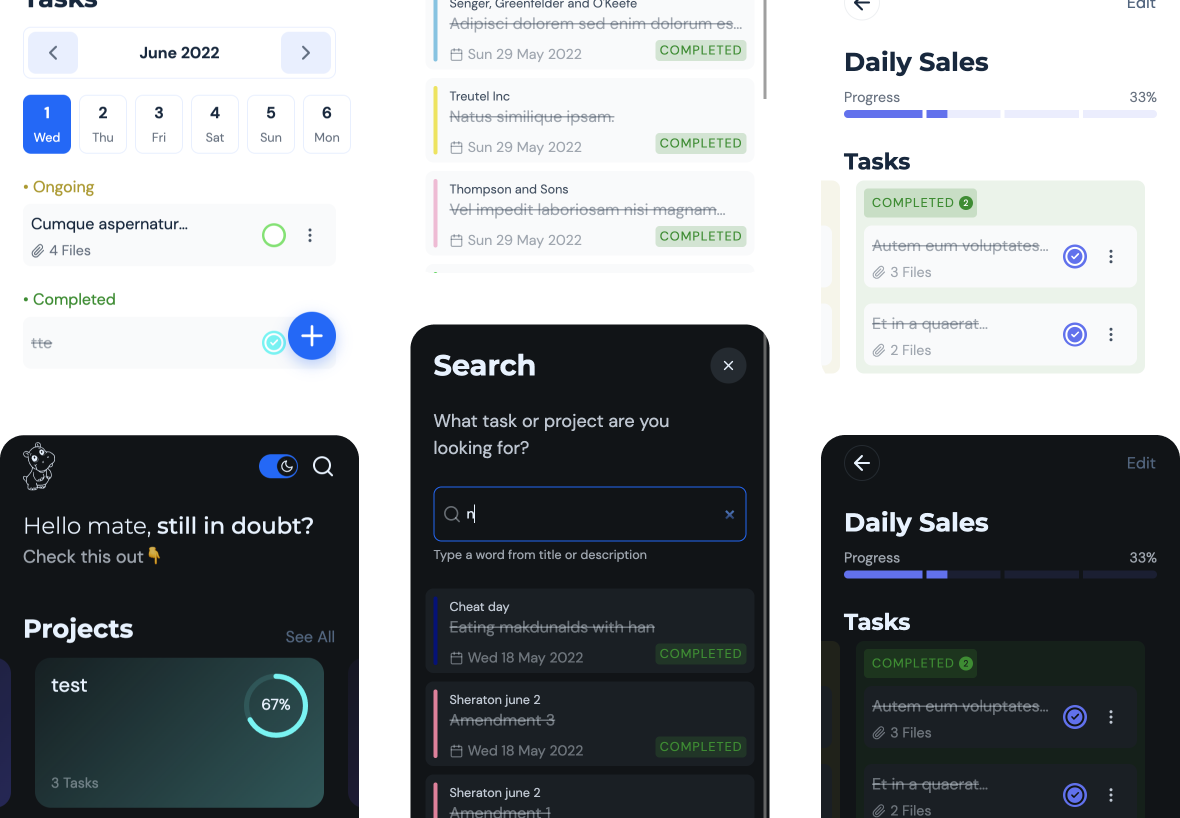 Tasks
June 2022
1 2 3 4 5 6
Wed Thu Fri Sat Sun Mon
• Ongoing
Cumque aspernatur...
4 Files
• Completed
tte
Hello mate, still in doubt?
Check this out👇
Projects
See All
test
67%
3 Tasks
Senger, Greenfelder and O'Keefe
Adipisci dolorem sed enim dolorum es...
Sun 29 May 2022
COMPLETED
Treutel Inc
Natus similique ipsam.
Sun 29 May 2022
COMPLETED
Thompson and Sons
Vel impedit laboriosam nisi magnam...
Sun 29 May 2022
COMPLETED
Search
What task or project are you
looking for?
n
Type a word from title or description
Cheat day
Eating makdunalds with han
Wed 18 May 2022
COMPLETED
Sheraton june 2
Amendment 3
Wed 18 May 2022
COMPLETED
Sheraton june 2
Amendment 1
Edit
Daily Sales
Progress 33%
Tasks
COMPLETED 2
Autem eum voluptates...
3 Files
Et in a quaerat...
2 Files
Edit
Daily Sales
Progress 33%
Tasks
COMPLETED 2
Autem eum voluptates...
3 Files
Et in a quaerat...
2 Files